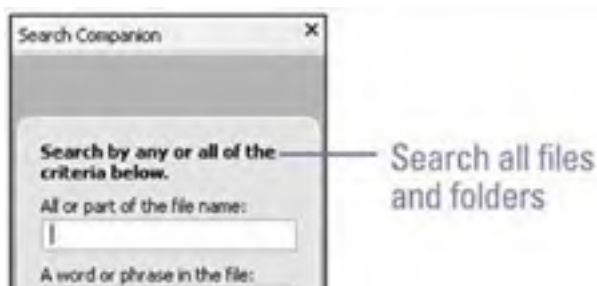 Search Companion
Search by any or all of the
criteria below.
All or part of the file name:
A word or phrase in the file:
Search all files
and folders